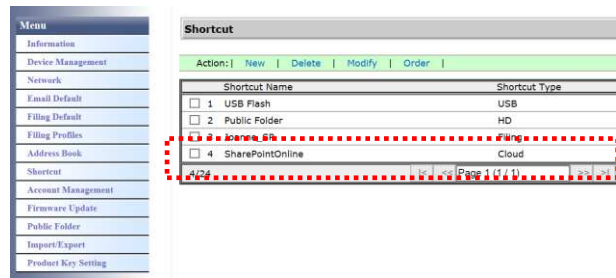 Menu
Information
Device Management
Network
Email Default
Filing Default
Filing Profiles
Address Book
Shortcut
Account Management
Firmware Update
Public Folder
Import/Export
Product Key Setting
Shortcut
Action: | New | Delete | Modify | Order |
Shortcut Name Shortcut Type
1 USB Flash USB
2 Public Folder HD
3 Joanne_SP Filing
4 SharePointOnline Cloud
4/24 |< << Page 1 (1 / 1) >> >|